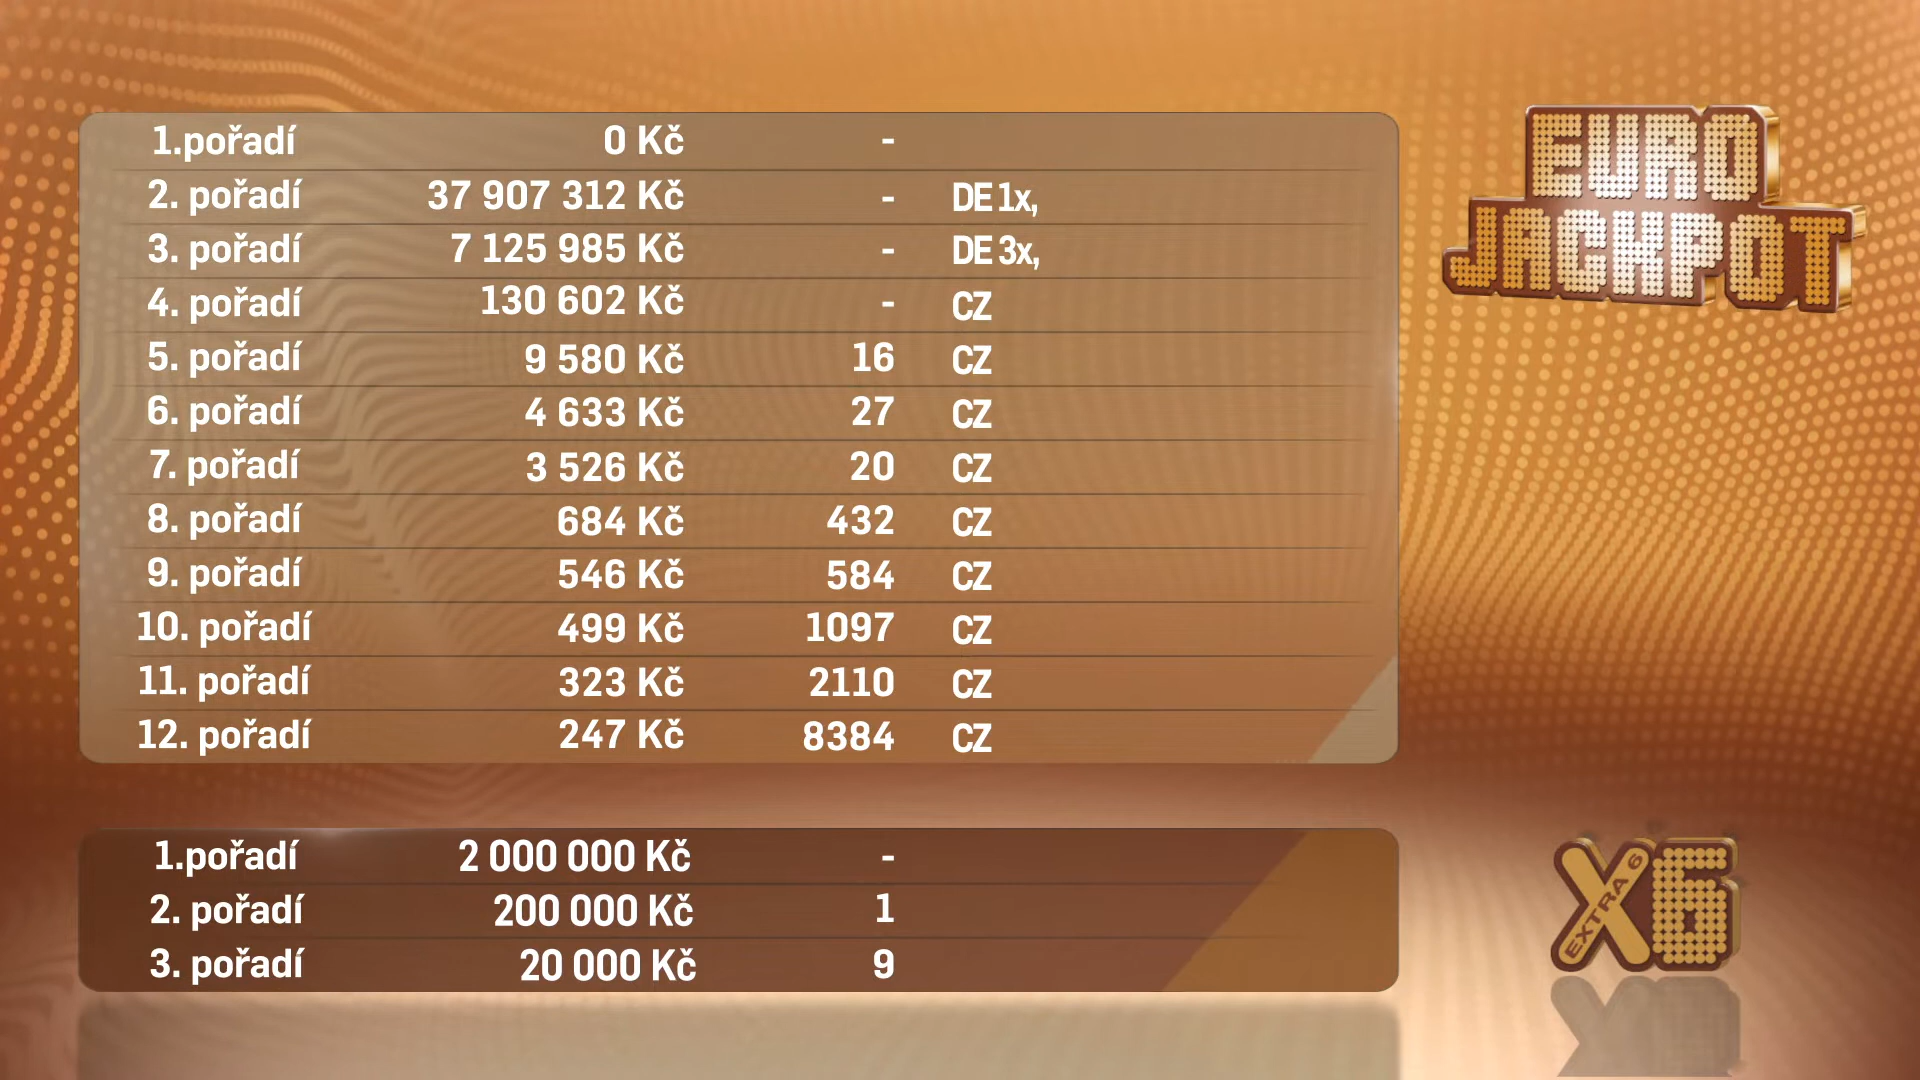 1.pořadí 0 Kč -
2. pořadí 37 907 312 Kč - DE 1x,
3. pořadí 7 125 985 Kč - DE 3x,
4. pořadí 130 602 Kč - CZ
5. pořadí 9 580 Kč 16 CZ
6. pořadí 4 633 Kč 27 CZ
7. pořadí 3 526 Kč 20 CZ
8. pořadí 684 Kč 432 CZ
9. pořadí 546 Kč 584 CZ
10. pořadí 499 Kč 1097 CZ
11. pořadí 323 Kč 2110 CZ
12. pořadí 247 Kč 8384 CZ
EURO
JACKPOT
1.pořadí 2 000 000 Kč -
2. pořadí 200 000 Kč 1
3. pořadí 20 000 Kč 9
X6
EXTRA 6